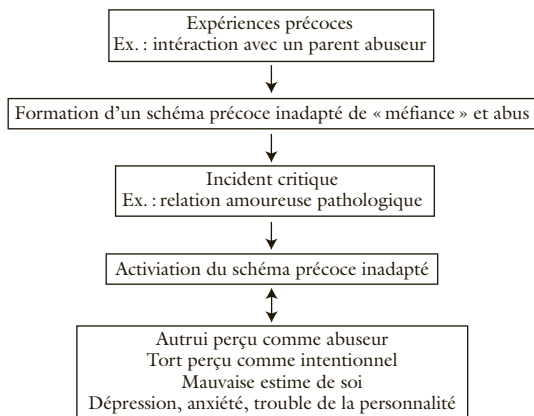 Expériences précoces
Ex. : intéraction avec un parent abuseur
Formation d’un schéma précoce inadapté de « méfiance » et abus
Incident critique
Ex. : relation amoureuse pathologique
Activiation du schéma précoce inadapté
Autrui perçu comme abuseur
Tort perçu comme intentionnel
Mauvaise estime de soi
Dépression, anxiété, trouble de la personnalité